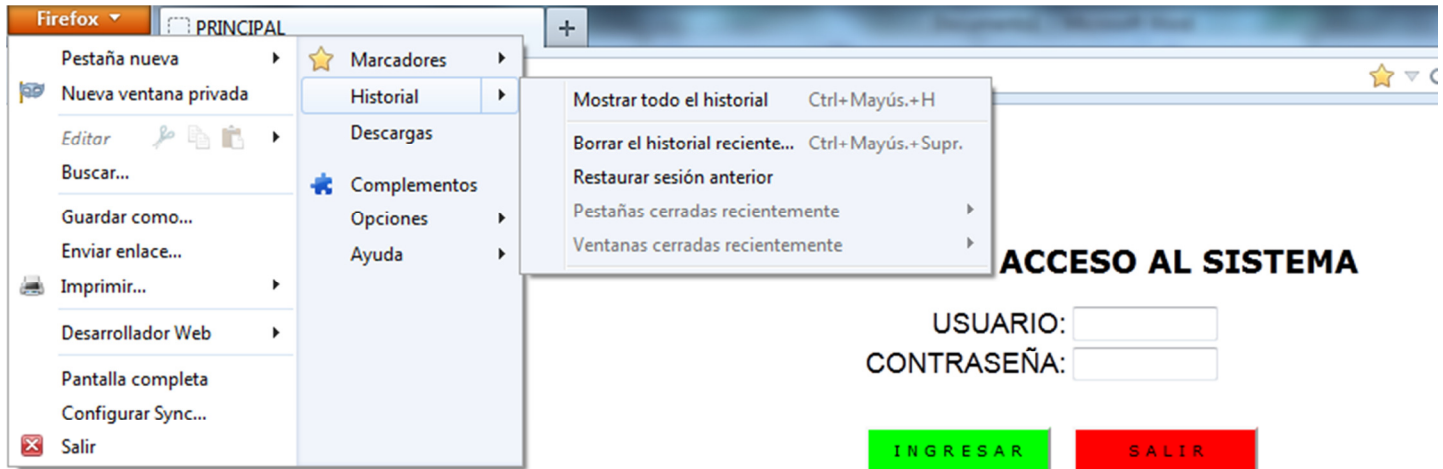 Firefox
PRINCIPAL
+
Pestaña nueva
Nueva ventana privada
Editar
Buscar...
Guardar como...
Enviar enlace...
Imprimir...
Desarrollador Web
Pantalla completa
Configurar Sync...
Salir
Marcadores
Historial
Descargas
Complementos
Opciones
Ayuda
Mostrar todo el historial Ctrl+Mayús.+H
Borrar el historial reciente... Ctrl+Mayús.+Supr.
Restaurar sesión anterior
Pestañas cerradas recientemente
Ventanas cerradas recientemente
ACCESO AL SISTEMA
USUARIO:
CONTRASEÑA:
INGRESAR SALIR